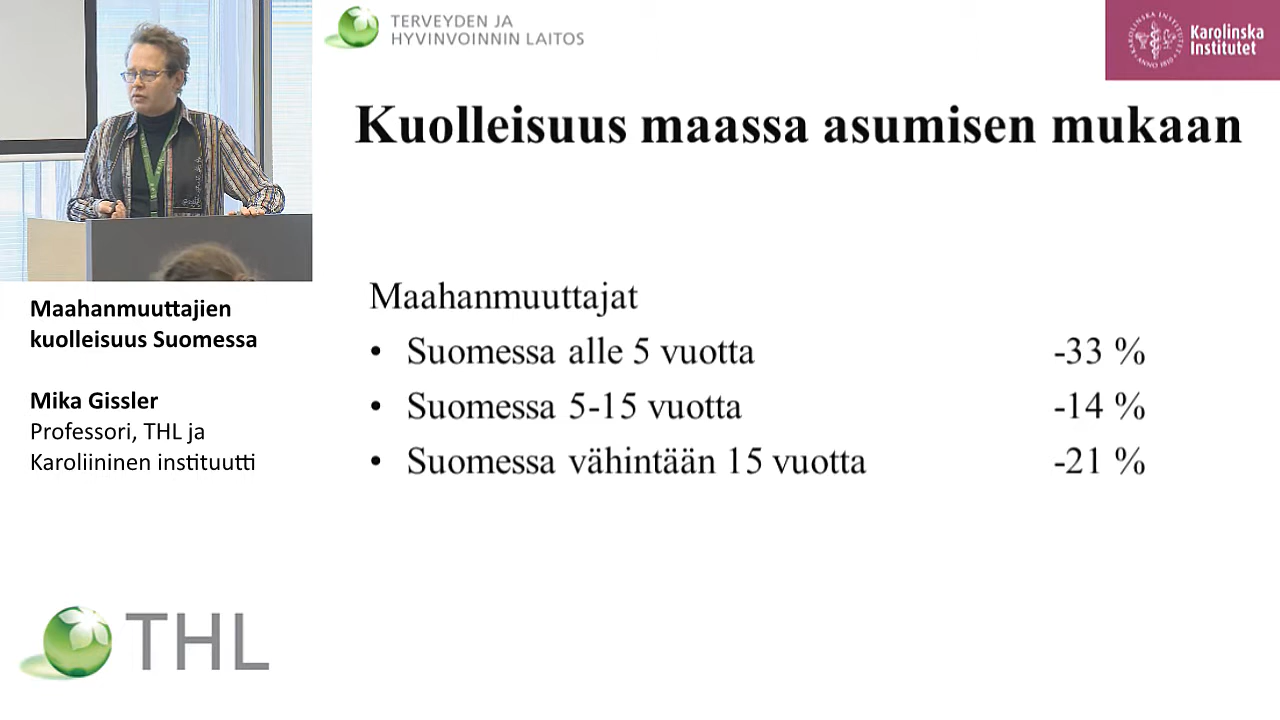 TERVEYDEN JA
HYVINVOINNIN LAITOS
Karolinska
Institutet
Kuolleisuus maassa asumisen mukaan
Maahanmuuttajat
• Suomessa alle 5 vuotta -33 %
• Suomessa 5-15 vuotta -14 %
• Suomessa vähintään 15 vuotta -21 %
Maahanmuuttajien
kuolleisuus Suomessa
Mika Gissler
Professori, THL ja
Karoliininen instituutti
THL